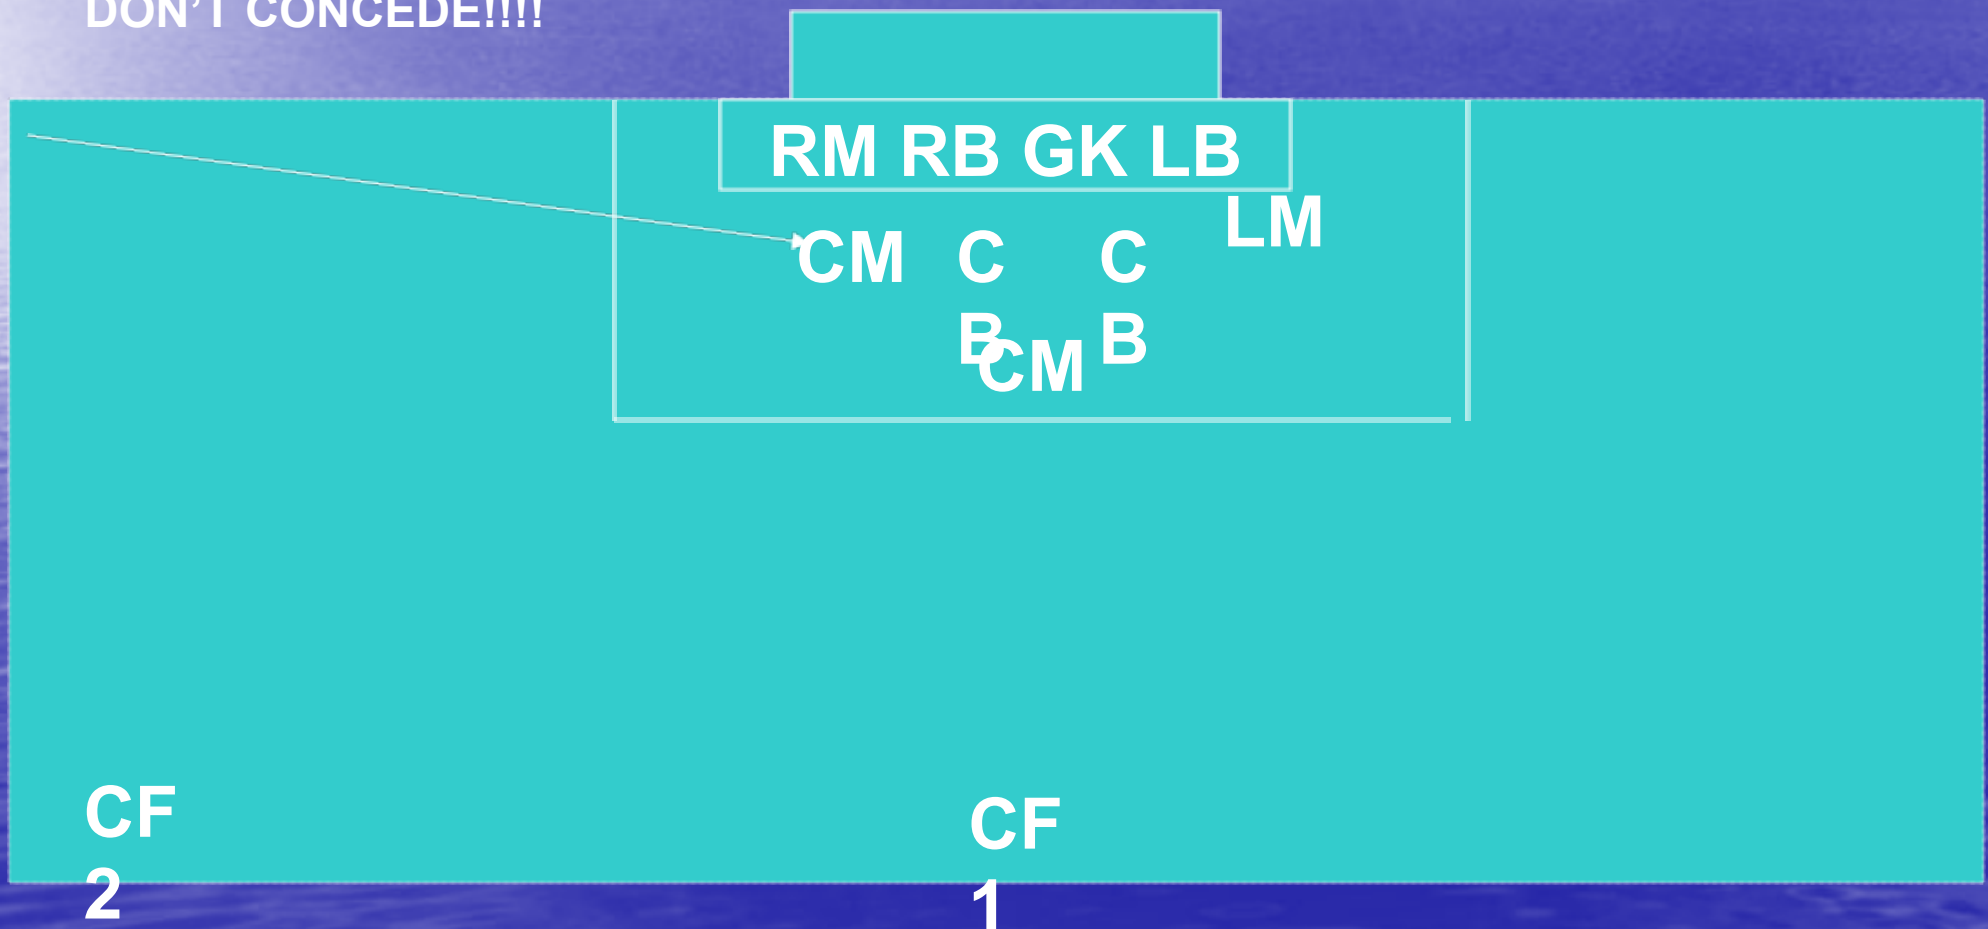 DON’T CONCEDE!!!!
RM RB GK LB
LM
CM
C
B
C
B
CM
CF
2
CF
1